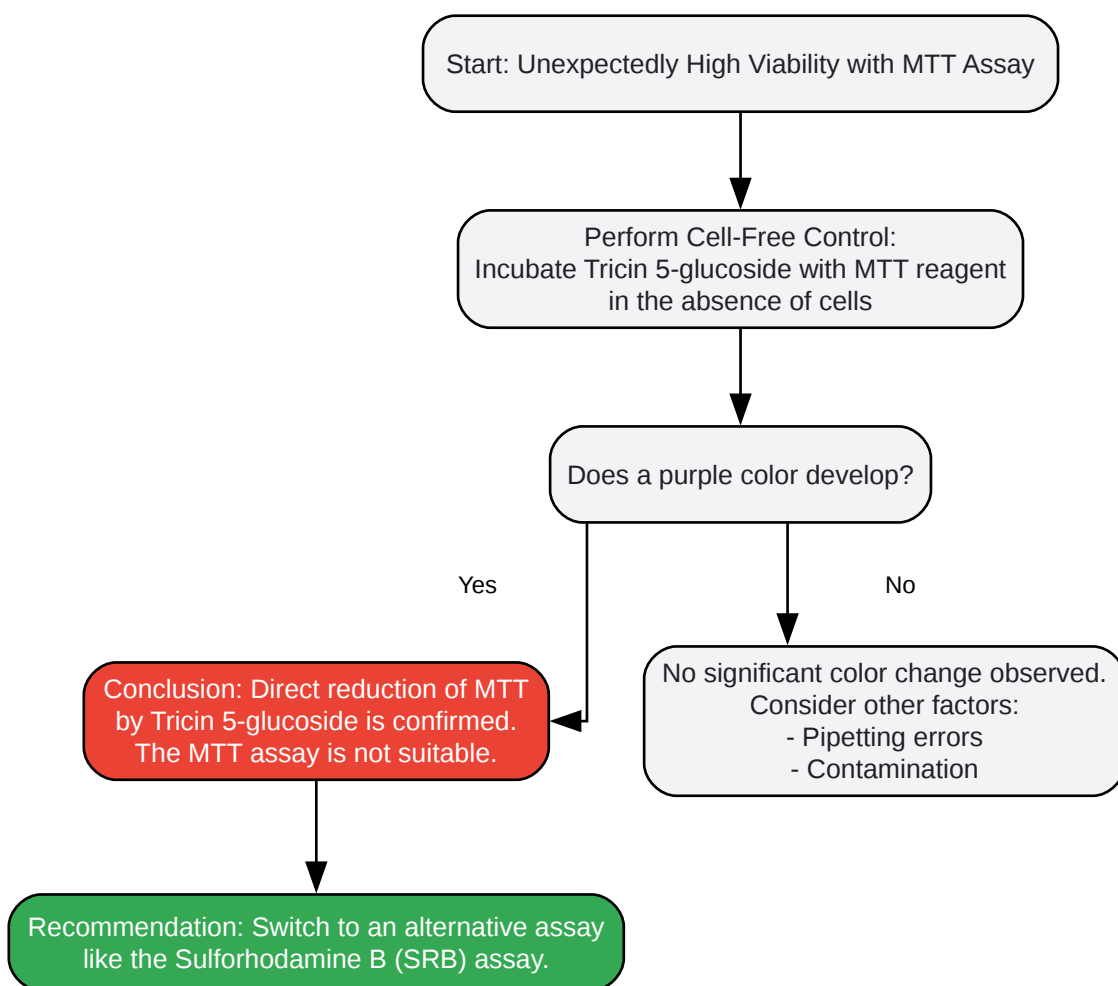 Start: Unexpectedly High Viability with MTT Assay
Perform Cell-Free Control:
Incubate Tricin 5-glucoside with MTT reagent
in the absence of cells
Does a purple color develop?
Yes
No
Conclusion: Direct reduction of MTT
by Tricin 5-glucoside is confirmed.
The MTT assay is not suitable.
No significant color change observed.
Consider other factors:
- Pipetting errors
- Contamination
Recommendation: Switch to an alternative assay
like the Sulforhodamine B (SRB) assay.